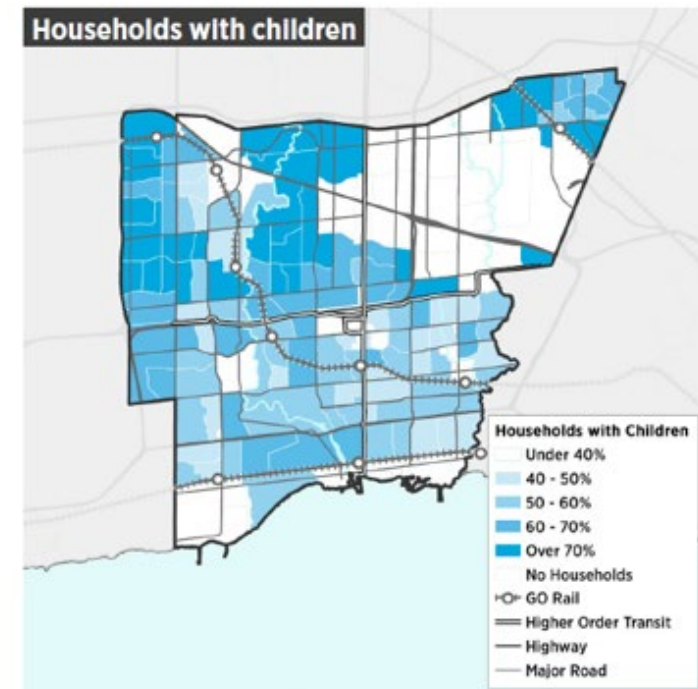 Households with children
Households with Children
Under 40%
40 - 50%
50 - 60%
60 - 70%
Over 70%
No Households
GO Rail
Higher Order Transit
Highway
Major Road